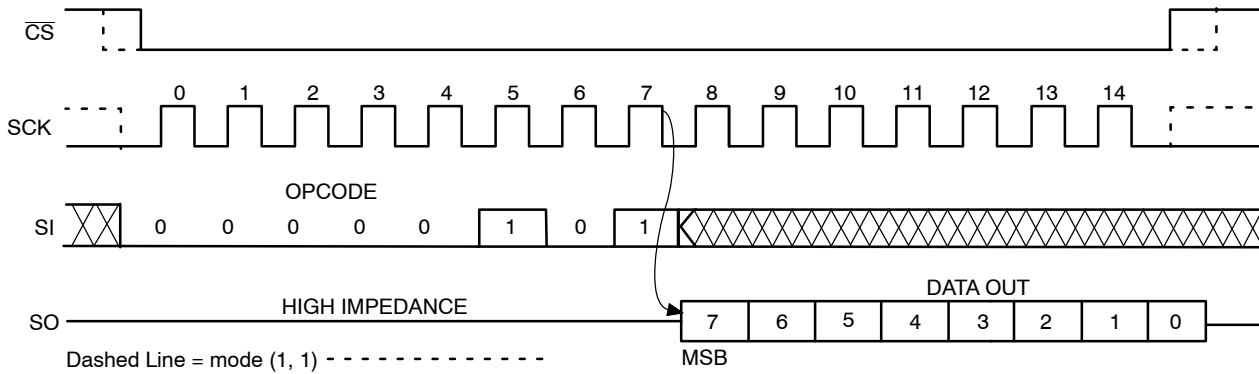 CS
0 1 2 3 4 5 6 7 8 9 10 11 12 13 14
SCK
OPCODE
SI 0 0 0 0 0 1 0 1
DATA OUT
HIGH IMPEDANCE
SO 7 6 5 4 3 2 1 0
Dashed Line = mode (1, 1) MSB